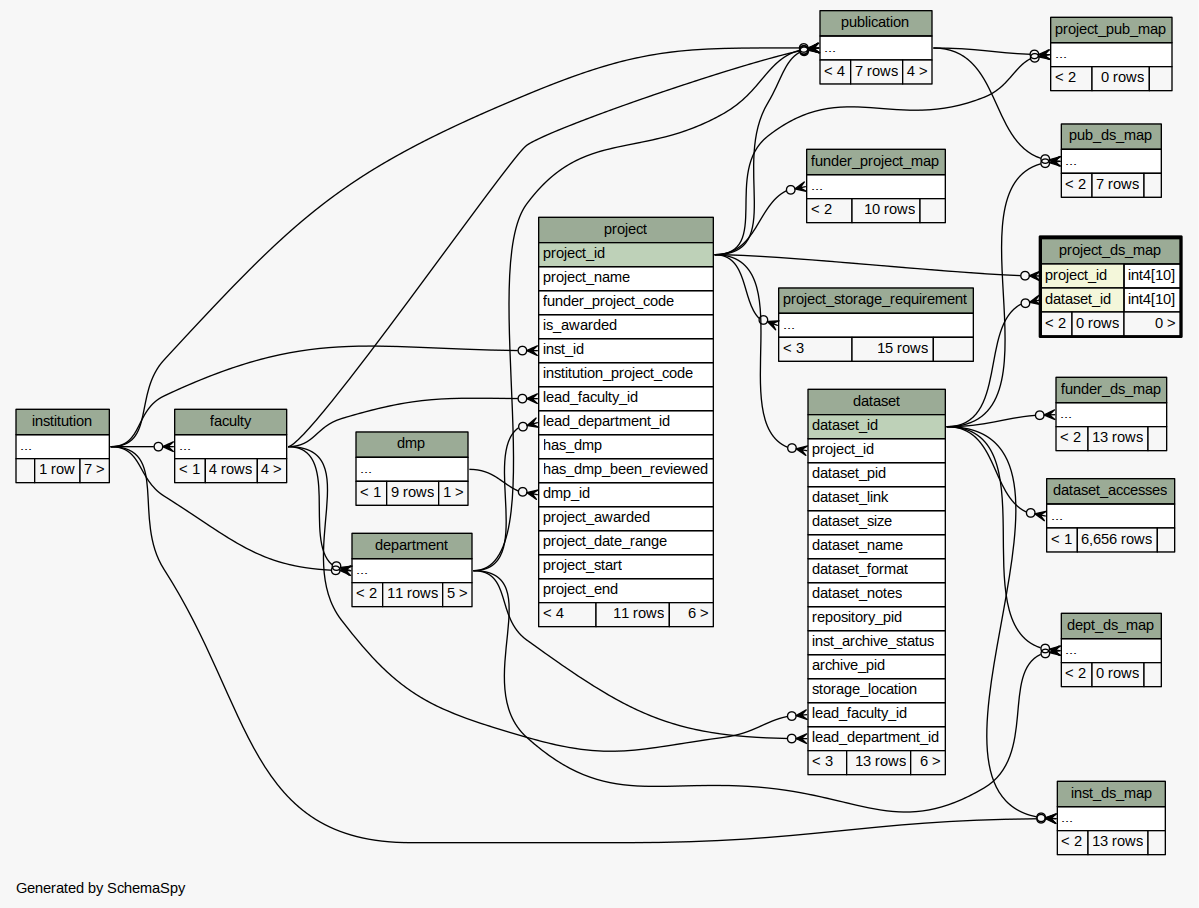 publication
...
< 4 7 rows 4 >
project_pub_map
...
< 2 0 rows
pub_ds_map
...
< 2 7 rows
funder_project_map
...
< 2 10 rows
project
project_id
project_name
funder_project_code
is_awarded
inst_id
institution_project_code
lead_faculty_id
lead_department_id
has_dmp
has_dmp_been_reviewed
dmp_id
project_awarded
project_date_range
project_start
project_end
< 4 11 rows 6 >
project_ds_map
project_id int4[10]
dataset_id int4[10]
< 2 0 rows 0 >
project_storage_requirement
...
< 3 15 rows
institution
...
1 row 7 >
faculty
...
< 1 4 rows 4 >
dmp
...
< 1 9 rows 1 >
department
...
< 2 11 rows 5 >
dataset
dataset_id
project_id
dataset_pid
dataset_link
dataset_size
dataset_name
dataset_format
dataset_notes
repository_pid
inst_archive_status
archive_pid
storage_location
lead_faculty_id
lead_department_id
< 3 13 rows 6 >
funder_ds_map
...
< 2 13 rows
dataset_accesses
...
< 1 6,656 rows
dept_ds_map
...
< 2 0 rows
inst_ds_map
...
< 2 13 rows
Generated by SchemaSpy